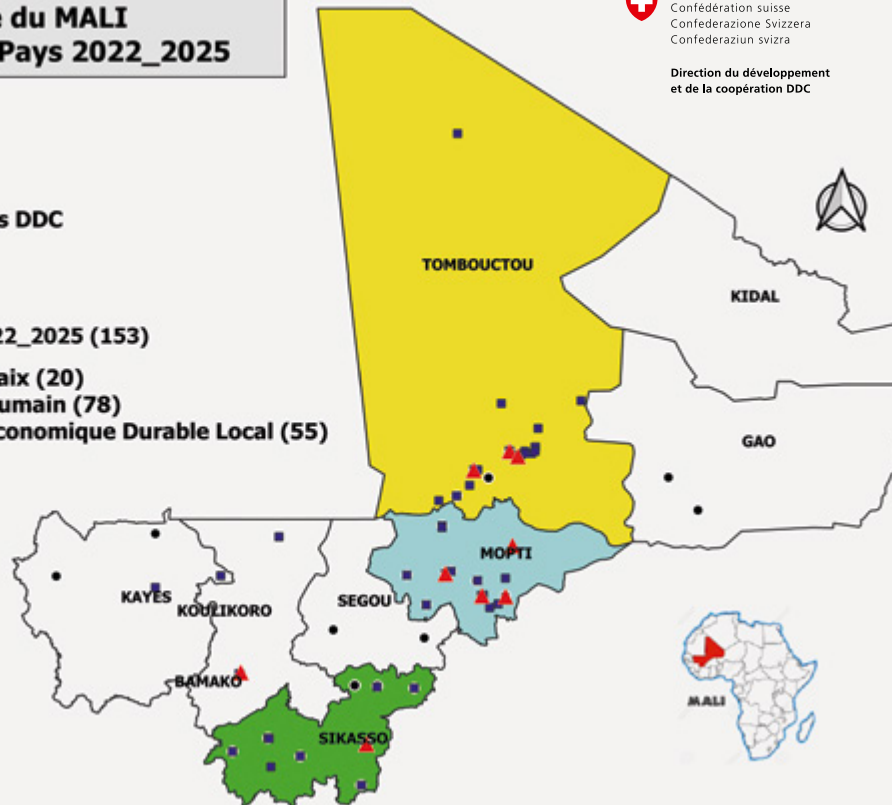 du MALI
Pays 2022_2025
Confédération suisse
Confederazione Svizzera
Confederaziun svizra
Direction du développement
et de la coopération DDC
DDC
TOMBOUCTOU
KIDAL
22_2025 (153)
aix (20)
umain (78)
conomique Durable Local (55)
GAO
MOPTI
KAYES
SEGOU
KOULIKORO
BAMAKO
MALI
SIKASSO